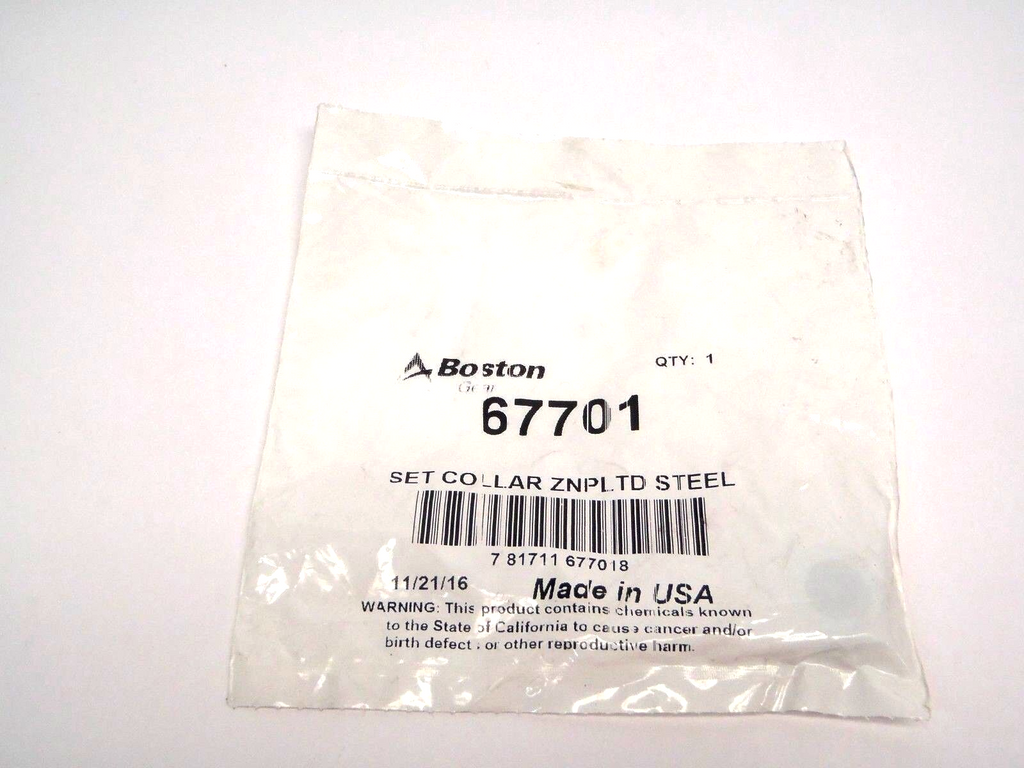 Boston
QTY: 1
Gear
67701
SET COLLAR ZNPLTD STEEL
7 81711 677018
11/21/16 Made in USA
WARNING: This product contains chemicals known
to the State of California to cause cancer and/or
birth defects or other reproductive harm.